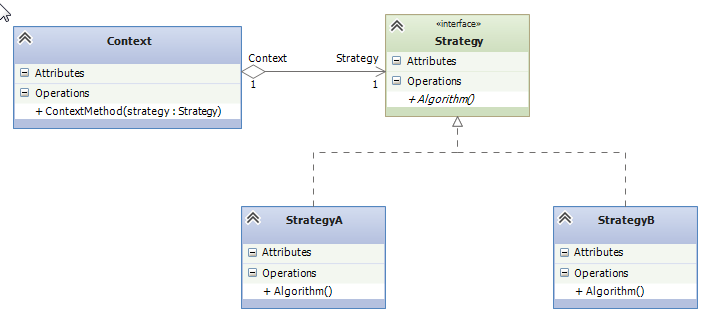 Context
Attributes
Operations
+ ContextMethod(strategy : Strategy)
Context
1
Strategy
1
«interface»
Strategy
Attributes
Operations
+ Algorithm()
StrategyA
Attributes
Operations
+ Algorithm()
StrategyB
Attributes
Operations
+ Algorithm()